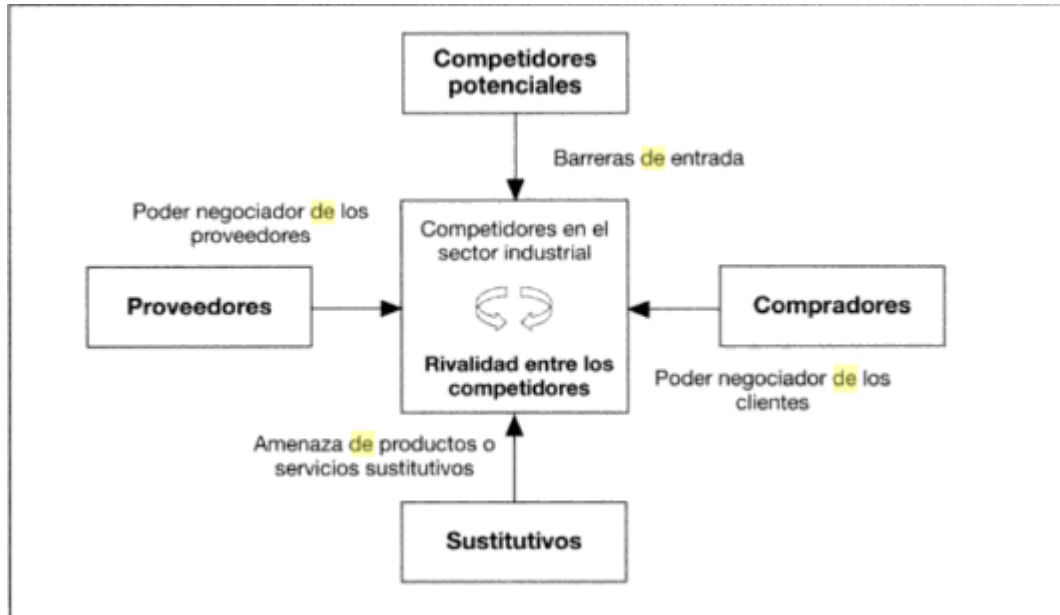 Competidores
potenciales
Barreras de entrada
Poder negociador de los
proveedores
Competidores en el
sector industrial
Proveedores
Compradores
Rivalidad entre los
competidores
Poder negociador de los
clientes
Amenaza de productos o
servicios sustitutivos
Sustitutivos